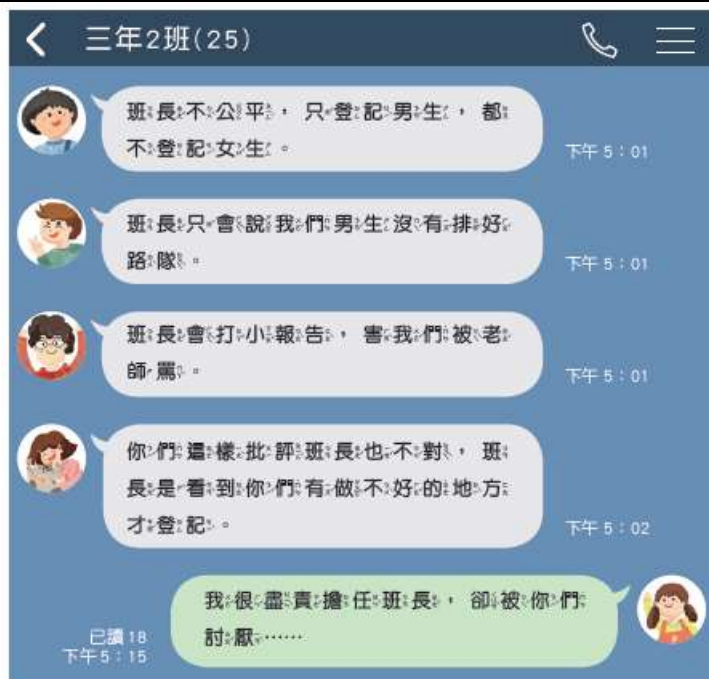 三年2班(25)
班長不公平，只登記男生，都
不登記女生。
下午 5：01
班長只會說我們男生沒有排好
路隊。
下午 5：01
班長會打小報告，害我們被老
師罵。
下午 5：01
你們這樣批評班長也不對，班
長是看到你們有做不好的地方
才登記。
下午 5：02
我很盡責擔任班長，卻被你們
討厭……
已讀 18
下午 5：15